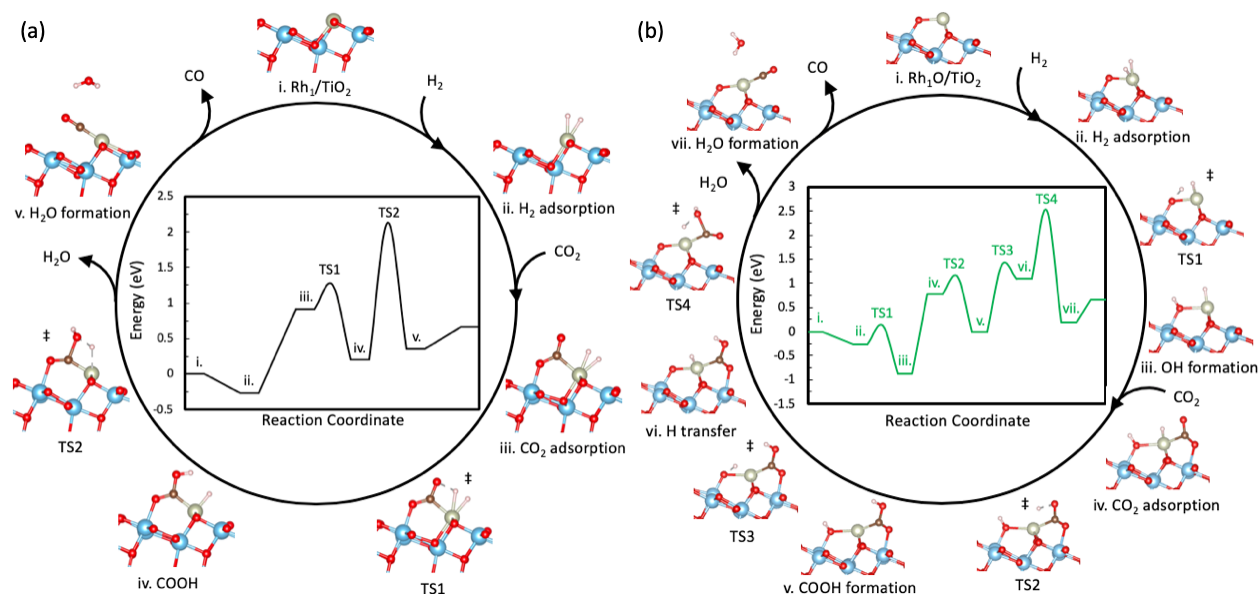 (a)
i. Rh₁/TiO₂
H₂
ii. H₂ adsorption
CO₂
iii. CO₂ adsorption
‡
TS1
iv. COOH
‡
TS2
H₂O
v. H₂O formation
CO
2.5
2
1.5
1
0.5
0
-0.5
Energy (eV)
Reaction Coordinate
i.
ii.
iii.
TS1
iv.
TS2
v.
(b)
i. Rh₁O/TiO₂
H₂
ii. H₂ adsorption
‡
TS1
iii. OH formation
CO₂
iv. CO₂ adsorption
‡
TS2
v. COOH formation
‡
TS3
vi. H transfer
‡
TS4
H₂O
vii. H₂O formation
CO
3
2.5
2
1.5
1
0.5
0
-0.5
-1
-1.5
Energy (eV)
Reaction Coordinate
i.
ii.
TS1
iii.
iv.
TS2
v.
TS3
vi.
TS4
vii.